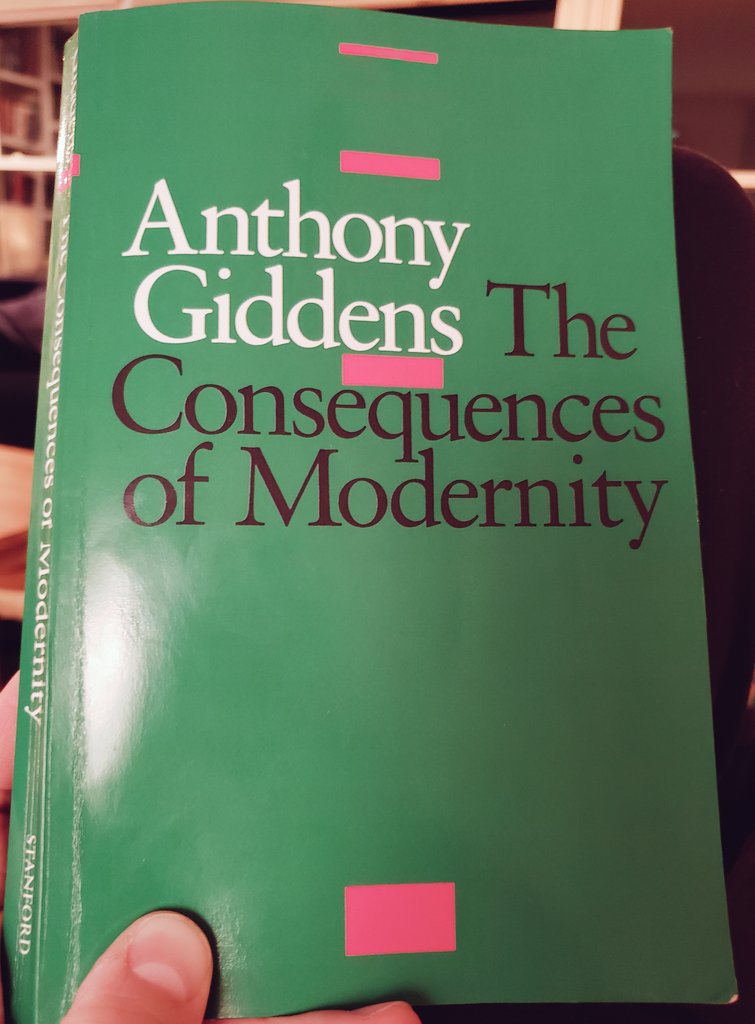 Anthony
Giddens The
Consequences
of Modernity
The Consequences of Modernity
STANFORD